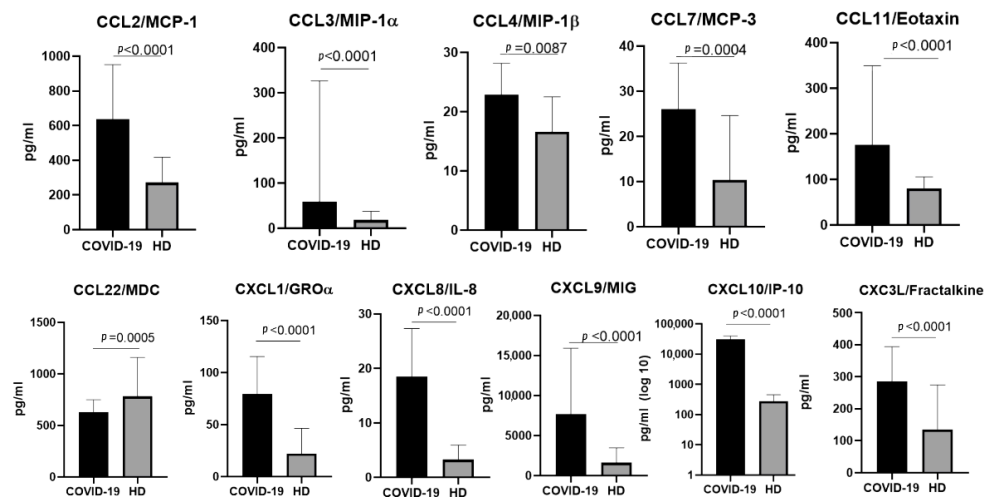 CCL2/MCP-1
p<0.0001
1000
800
600
400
200
0
pg/ml
COVID-19 HD
CCL3/MIP-1α
p<0.0001
400
300
200
100
50
0
pg/ml
COVID-19 HD
CCL4/MIP-1β
p=0.0087
30
20
10
0
pg/ml
COVID-19 HD
CCL7/MCP-3
p=0.0004
40
30
20
10
0
pg/ml
COVID-19 HD
CCL11/Eotaxin
p<0.0001
400
300
200
100
0
pg/ml
COVID-19 HD
CCL22/MDC
p=0.0005
1500
1000
500
0
pg/ml
COVID-19 HD
CXCL1/GROα
p<0.0001
150
100
50
0
pg/ml
COVID-19 HD
CXCL8/IL-8
p<0.0001
30
20
10
0
pg/ml
COVID-19 HD
CXCL9/MIG
p<0.0001
20,000
15,000
10,000
5000
0
pg/ml
COVID-19 HD
CXCL10/IP-10
p<0.0001
100,000
10,000
1000
100
10
1
pg/ml (log 10)
COVID-19 HD
CXC3L/Fractalkine
p<0.0001
500
400
300
200
100
0
pg/ml
COVID-19 HD